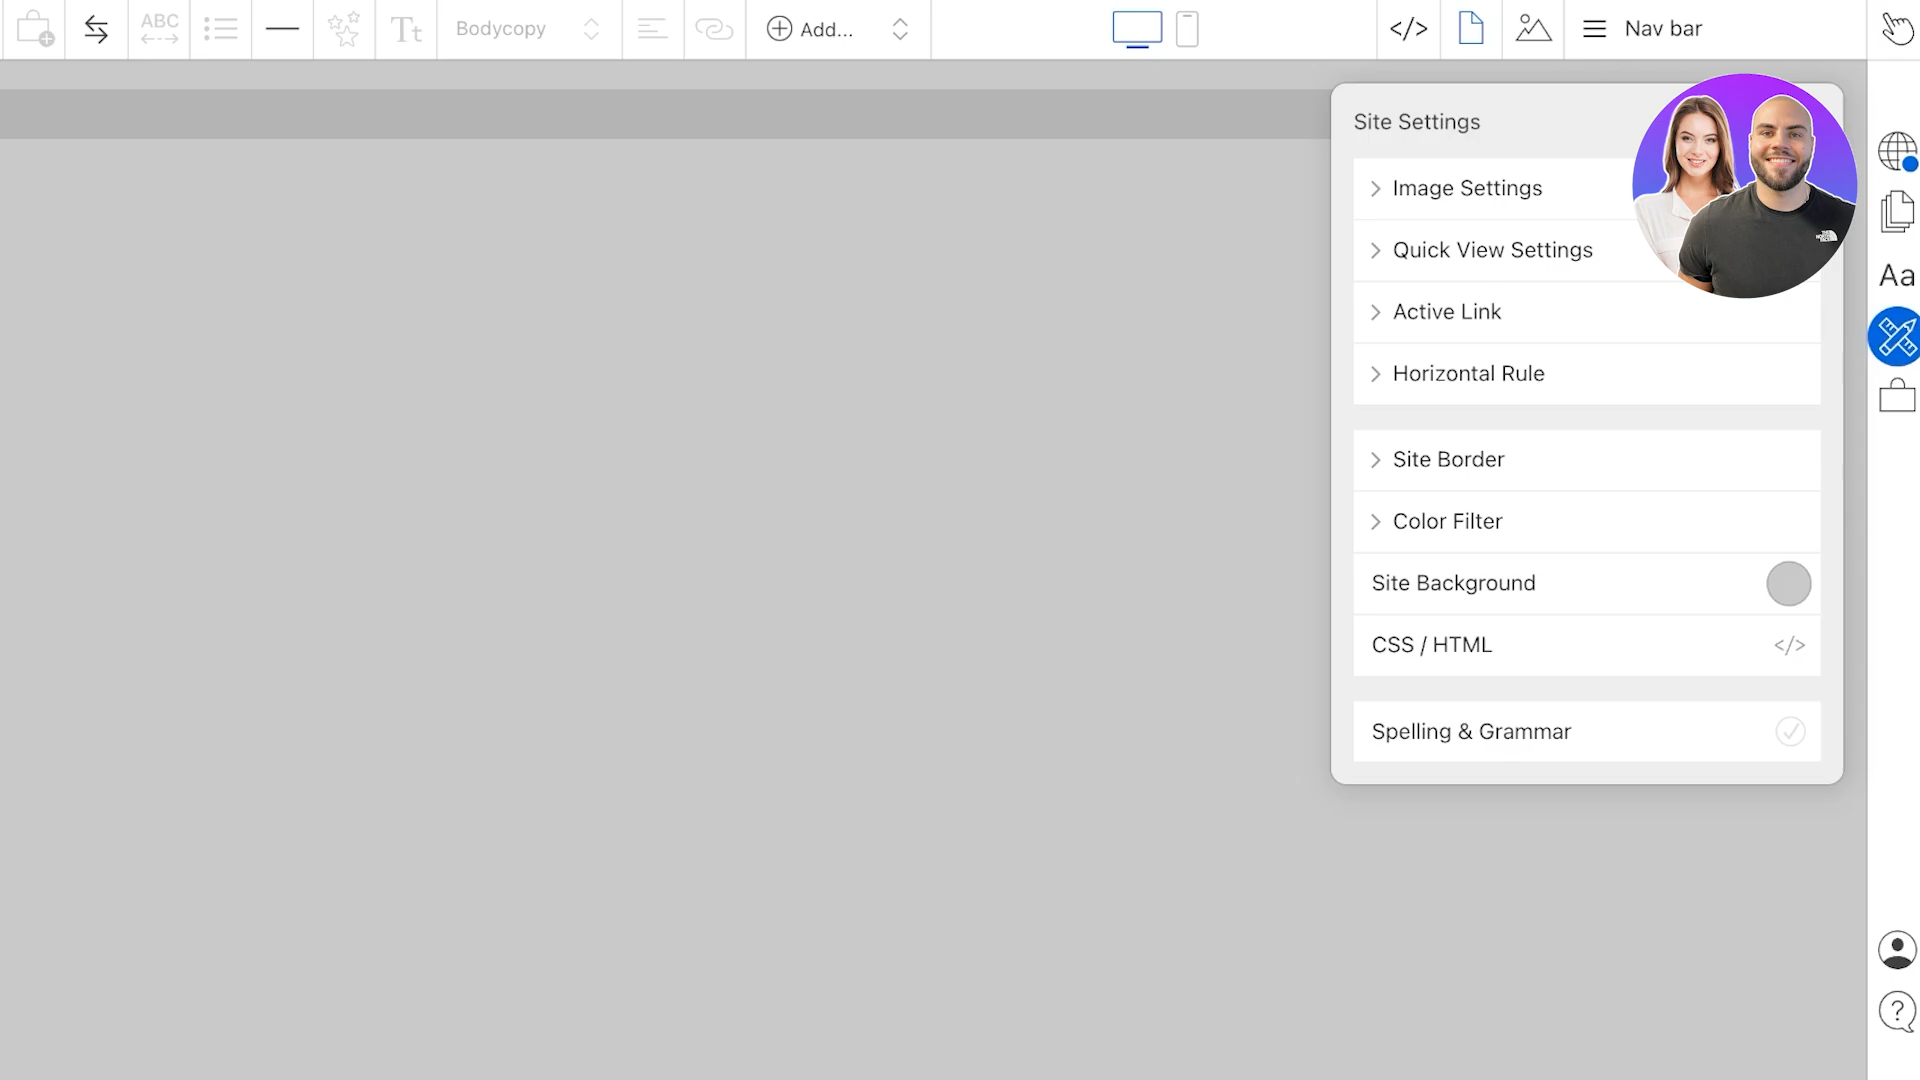 ABC
Tt
Bodycopy
Add...
</>
Nav bar
Site Settings
Image Settings
Quick View Settings
Active Link
Horizontal Rule
Site Border
Color Filter
Site Background
CSS / HTML
</>
Spelling & Grammar
Aa
?